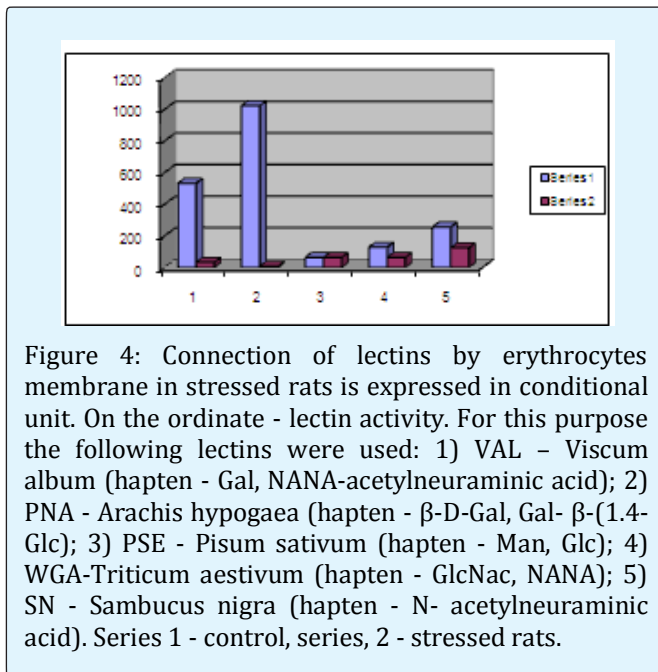 1200
1000
800
600
400
200
0
1 2 3 4 5
Series1
Series2
Figure 4: Connection of lectins by erythrocytes
membrane in stressed rats is expressed in conditional
unit. On the ordinate - lectin activity. For this purpose
the following lectins were used: 1) VAL – Viscum
album (hapten - Gal, NANA-acetylneuraminic acid); 2)
PNA - Arachis hypogaea (hapten - β-D-Gal, Gal- β-(1.4-
Glc); 3) PSE - Pisum sativum (hapten - Man, Glc); 4)
WGA-Triticum aestivum (hapten - GlcNac, NANA); 5)
SN - Sambucus nigra (hapten - N- acetylneuraminic
acid). Series 1 - control, series, 2 - stressed rats.